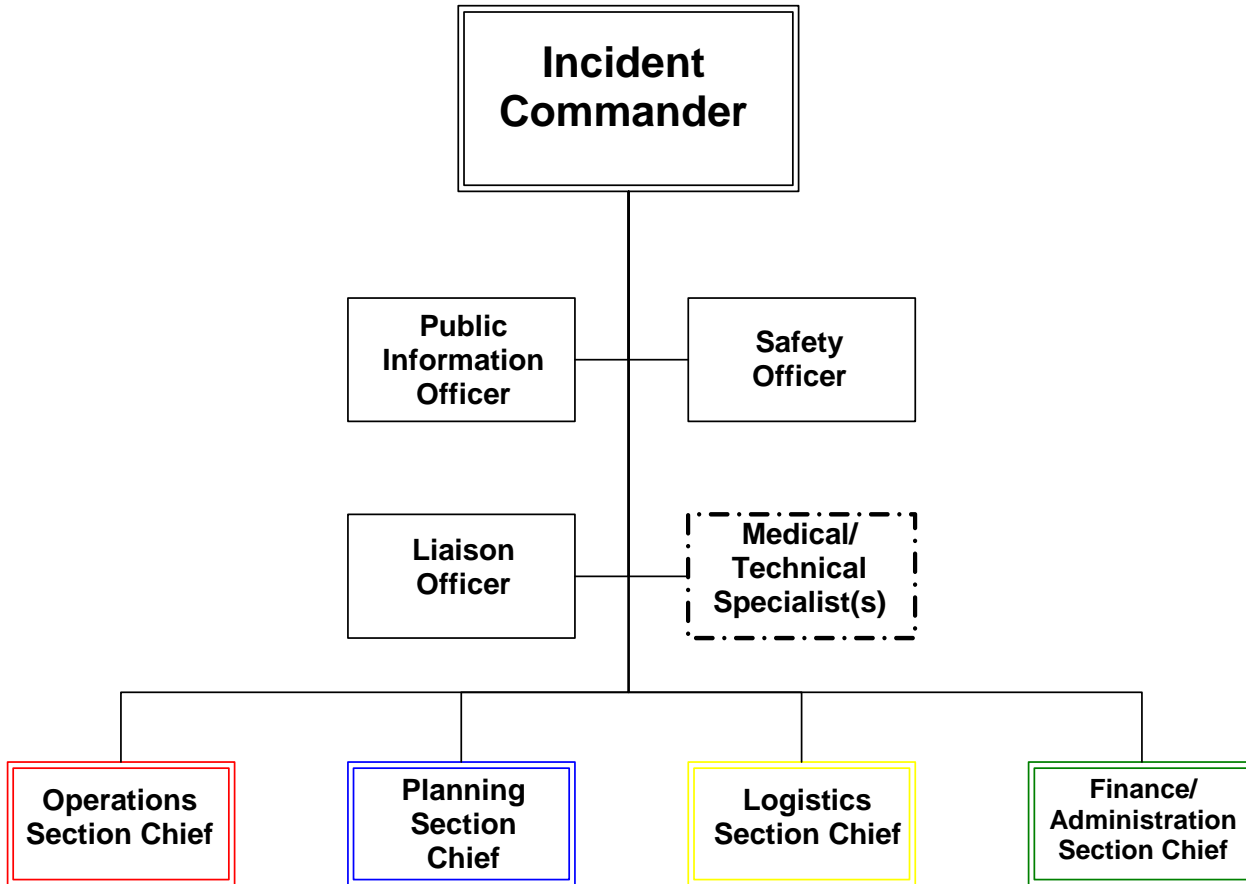 Incident
Commander
Public
Information
Officer
Safety
Officer
Liaison
Officer
Medical/
Technical
Specialist(s)
Operations
Section Chief
Planning
Section
Chief
Logistics
Section Chief
Finance/
Administration
Section Chief